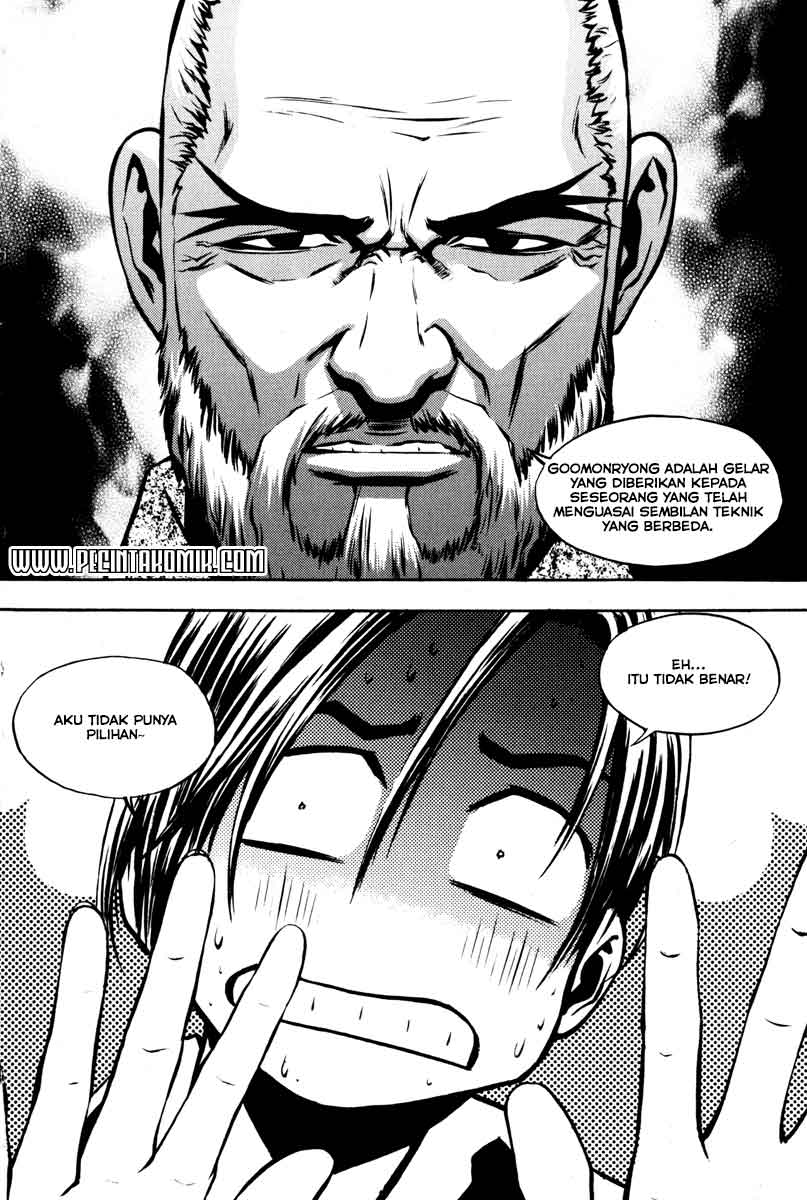 GOOMONRYONG ADALAH GELAR
YANG DIBERIKAN KEPADA
SESEORANG YANG TELAH
MENGUASAI SEMBILAN TEKNIK
YANG BERBEDA.
WWW.PECINTAKOMIK.COM
AKU TIDAK PUNYA
PILIHAN~
EH...
ITU TIDAK BENAR!